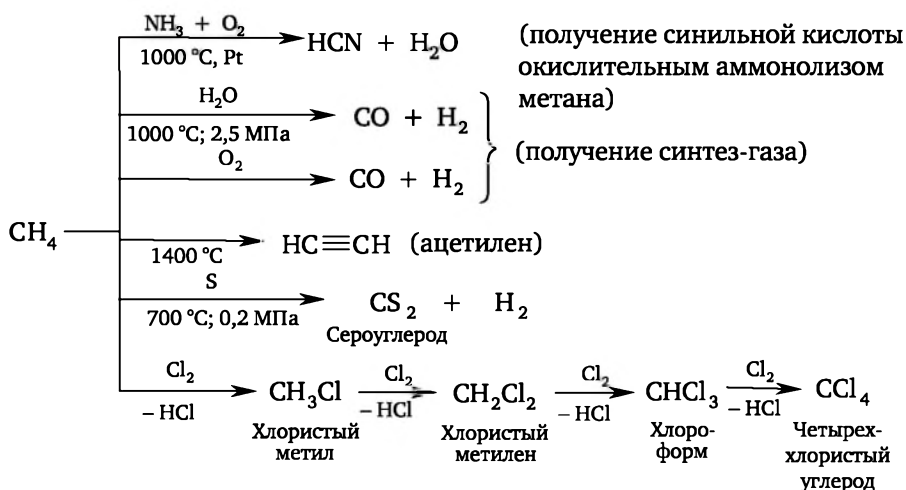 NH₃ + O₂
1000 °C, Pt
HCN + H₂O
(получение синильной кислоты
окислительным аммонолизом
метана)
H₂O
1000 °C; 2,5 МПа
CO + H₂
O₂
CO + H₂
(получение синтез-газа)
CH₄
1400 °C
HC≡CH (ацетилен)
S
700 °C; 0,2 МПа
CS₂ + H₂
Сероуглерод
Cl₂
– HCl
CH₃Cl
Хлористый
метил
Cl₂
– HCl
CH₂Cl₂
Хлористый
метилен
Cl₂
– HCl
CHCl₃
Хлоро-
форм
Cl₂
– HCl
CCl₄
Четырех-
хлористый
углерод